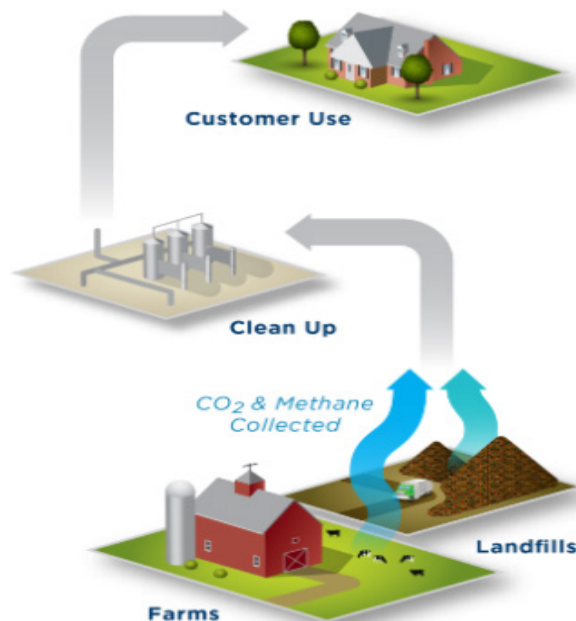 Customer Use
Clean Up
CO₂ & Methane
Collected
Landfills
Farms